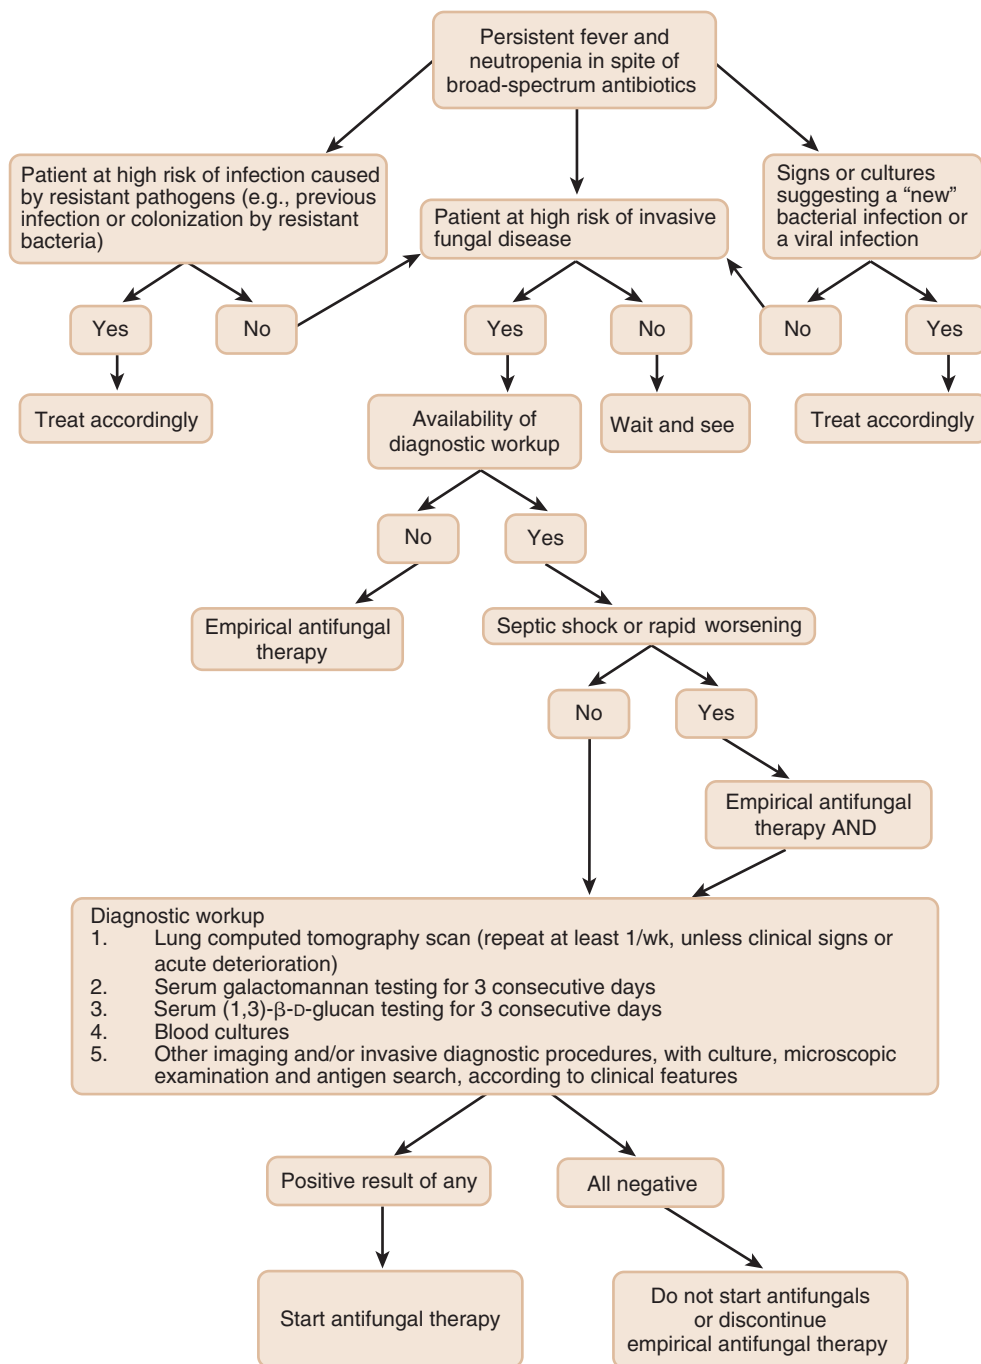 Persistent fever and
neutropenia in spite of
broad-spectrum antibiotics
Patient at high risk of infection caused
by resistant pathogens (e.g., previous
infection or colonization by resistant
bacteria)
Patient at high risk of invasive
fungal disease
Signs or cultures
suggesting a “new”
bacterial infection or
a viral infection
Yes
No
Yes
No
No
Yes
Treat accordingly
Availability of
diagnostic workup
Wait and see
Treat accordingly
No
Yes
Empirical antifungal
therapy
Septic shock or rapid worsening
No
Yes
Empirical antifungal
therapy AND
Diagnostic workup
1. Lung computed tomography scan (repeat at least 1/wk, unless clinical signs or
acute deterioration)
2. Serum galactomannan testing for 3 consecutive days
3. Serum (1,3)-β-D-glucan testing for 3 consecutive days
4. Blood cultures
5. Other imaging and/or invasive diagnostic procedures, with culture, microscopic
examination and antigen search, according to clinical features
Positive result of any
All negative
Start antifungal therapy
Do not start antifungals
or discontinue
empirical antifungal therapy